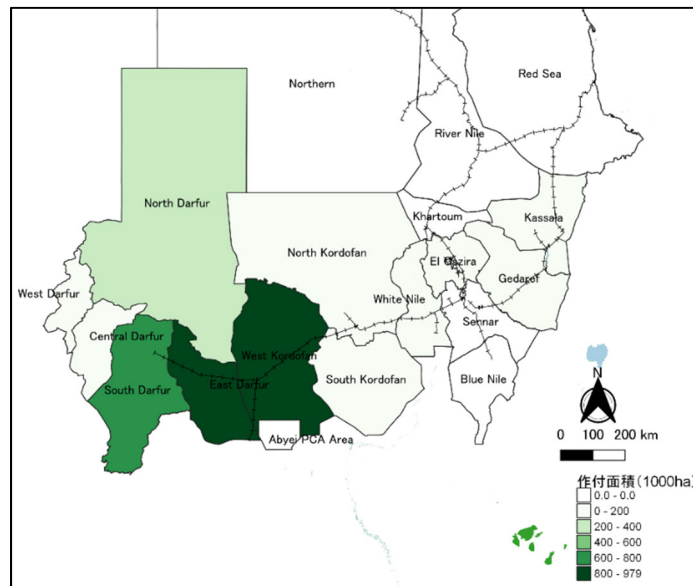 Northern
Red Sea
River Nile
North Darfur
Khartoum
Kassala
North Kordofan
El Gazira
West Darfur
White Nile
Gedaref
Central Darfur
Sennar
West Kordofan
South Darfur
East Darfur
South Kordofan
Blue Nile
Abyei PCA Area
N
0 100 200 km
作付面積(1000ha)
0.0 - 0.0
0 - 200
200 - 400
400 - 600
600 - 800
800 - 979